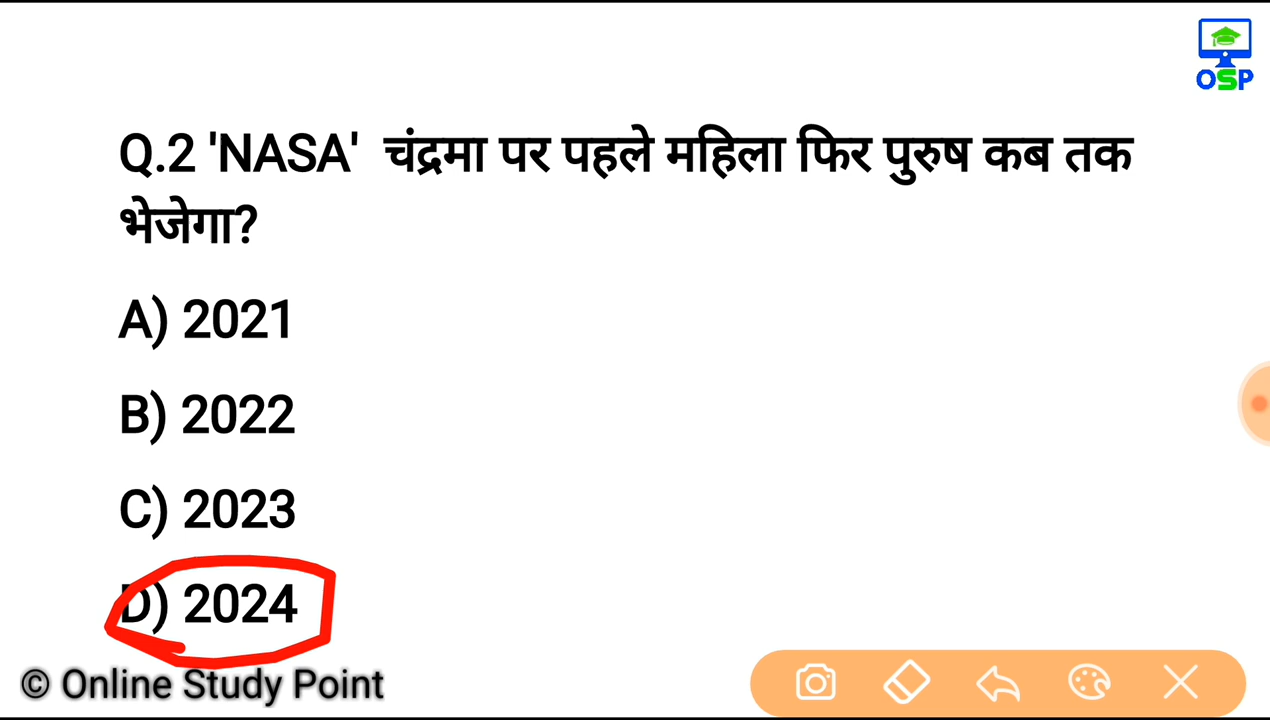 OSP
Q.2 'NASA' चंद्रमा पर पहले महिला फिर पुरुष कब तक
भेजेगा?
A) 2021
B) 2022
C) 2023
D) 2024
© Online Study Point